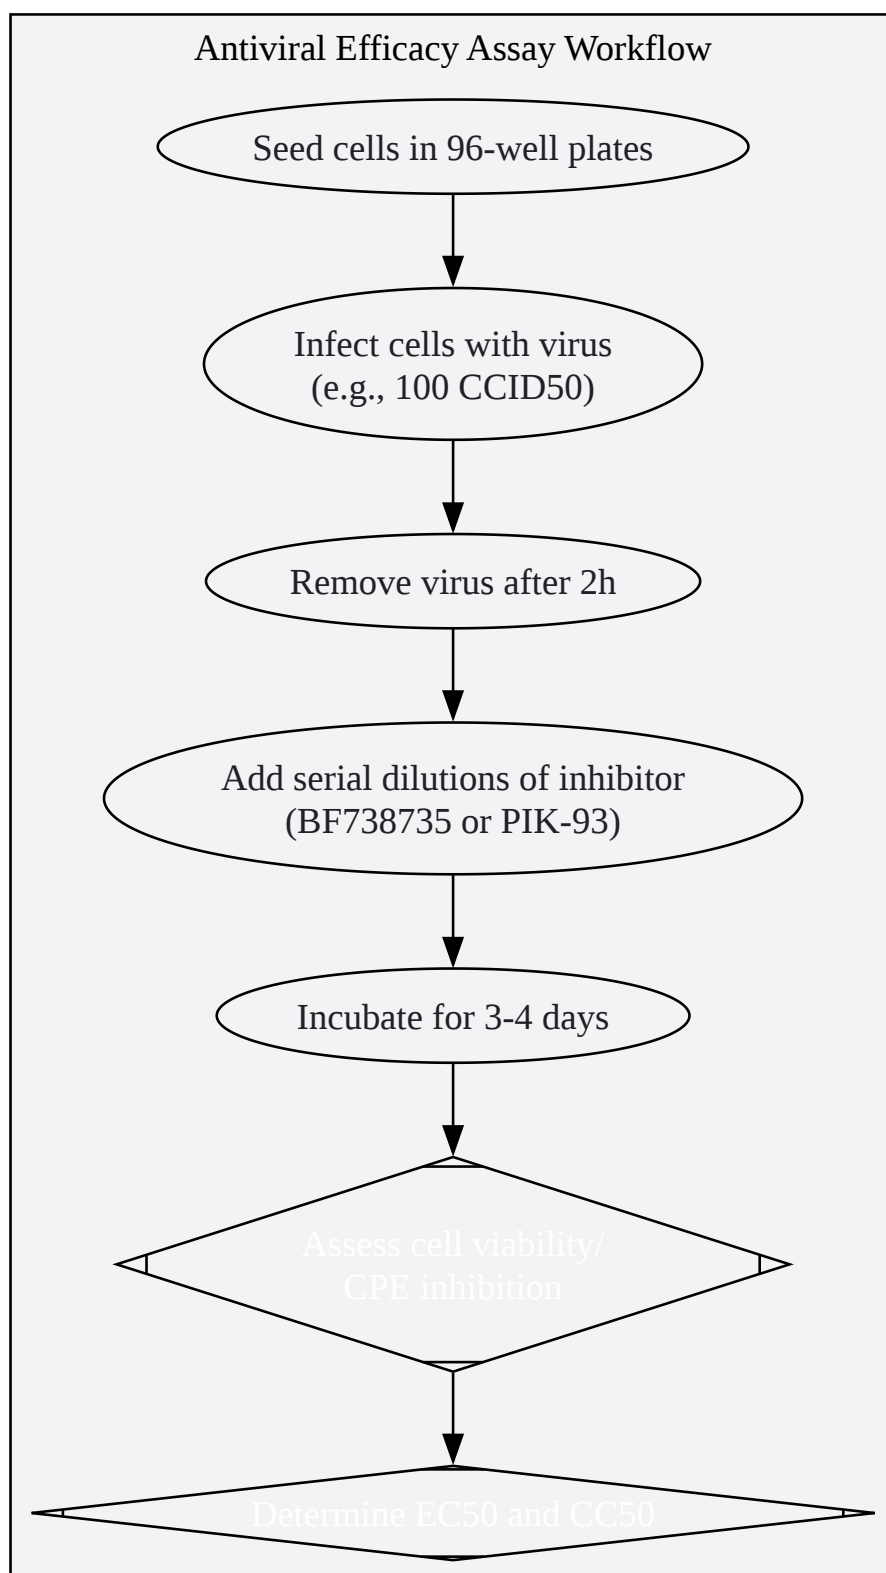 Antiviral Efficacy Assay Workflow
Seed cells in 96-well plates
Infect cells with virus
(e.g., 100 CCID50)
Remove virus after 2h
Add serial dilutions of inhibitor
(BF738735 or PIK-93)
Incubate for 3-4 days
Assess cell viability/
CPE inhibition
Determine EC50 and CC50